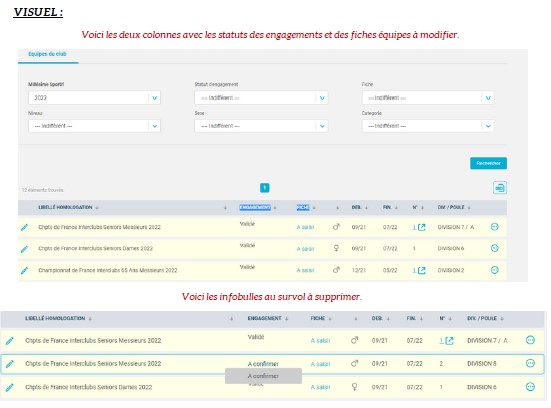 VISUEL :
Voici les deux colonnes avec les statuts des engagements et des fiches équipes à modifier.
Equipes du club
Millésime Sportif
Statut d'engagement
Fiche
2022
--- Indifférent ---
--- Indifférent ---
Niveau
Sexe
Catégorie
--- Indifférent ---
--- Indifférent ---
--- Indifférent ---
Rechercher
12 éléments trouvés
1
LIBELLÉ HOMOLOGATION ENGAGEMENT FICHE DEB. FIN. N° DIV. / POULE
Chpts de France Interclubs Seniors Messieurs 2022 Validé A saisir 09/21 07/22 1 DIVISION 7 / A
Chpts de France Interclubs Seniors Dames 2022 Validé A saisir 09/21 07/22 1 DIVISION 6
Championnat de France Interclubs 65 Ans Messieurs 2022 Validé A saisir 12/21 05/22 1 DIVISION 2
Voici les infobulles au survol à supprimer.
LIBELLÉ HOMOLOGATION ENGAGEMENT FICHE DEB. FIN. N° DIV. / POULE
Chpts de France Interclubs Seniors Messieurs 2022 Validé A saisir 09/21 07/22 1 DIVISION 7 / A
Chpts de France Interclubs Seniors Messieurs 2022 A confirmer A saisir 09/21 07/22 2 DIVISION 8
A confirmer
Chpts de France Interclubs Seniors Dames 2022 A saisir 09/21 07/22 1 DIVISION 6